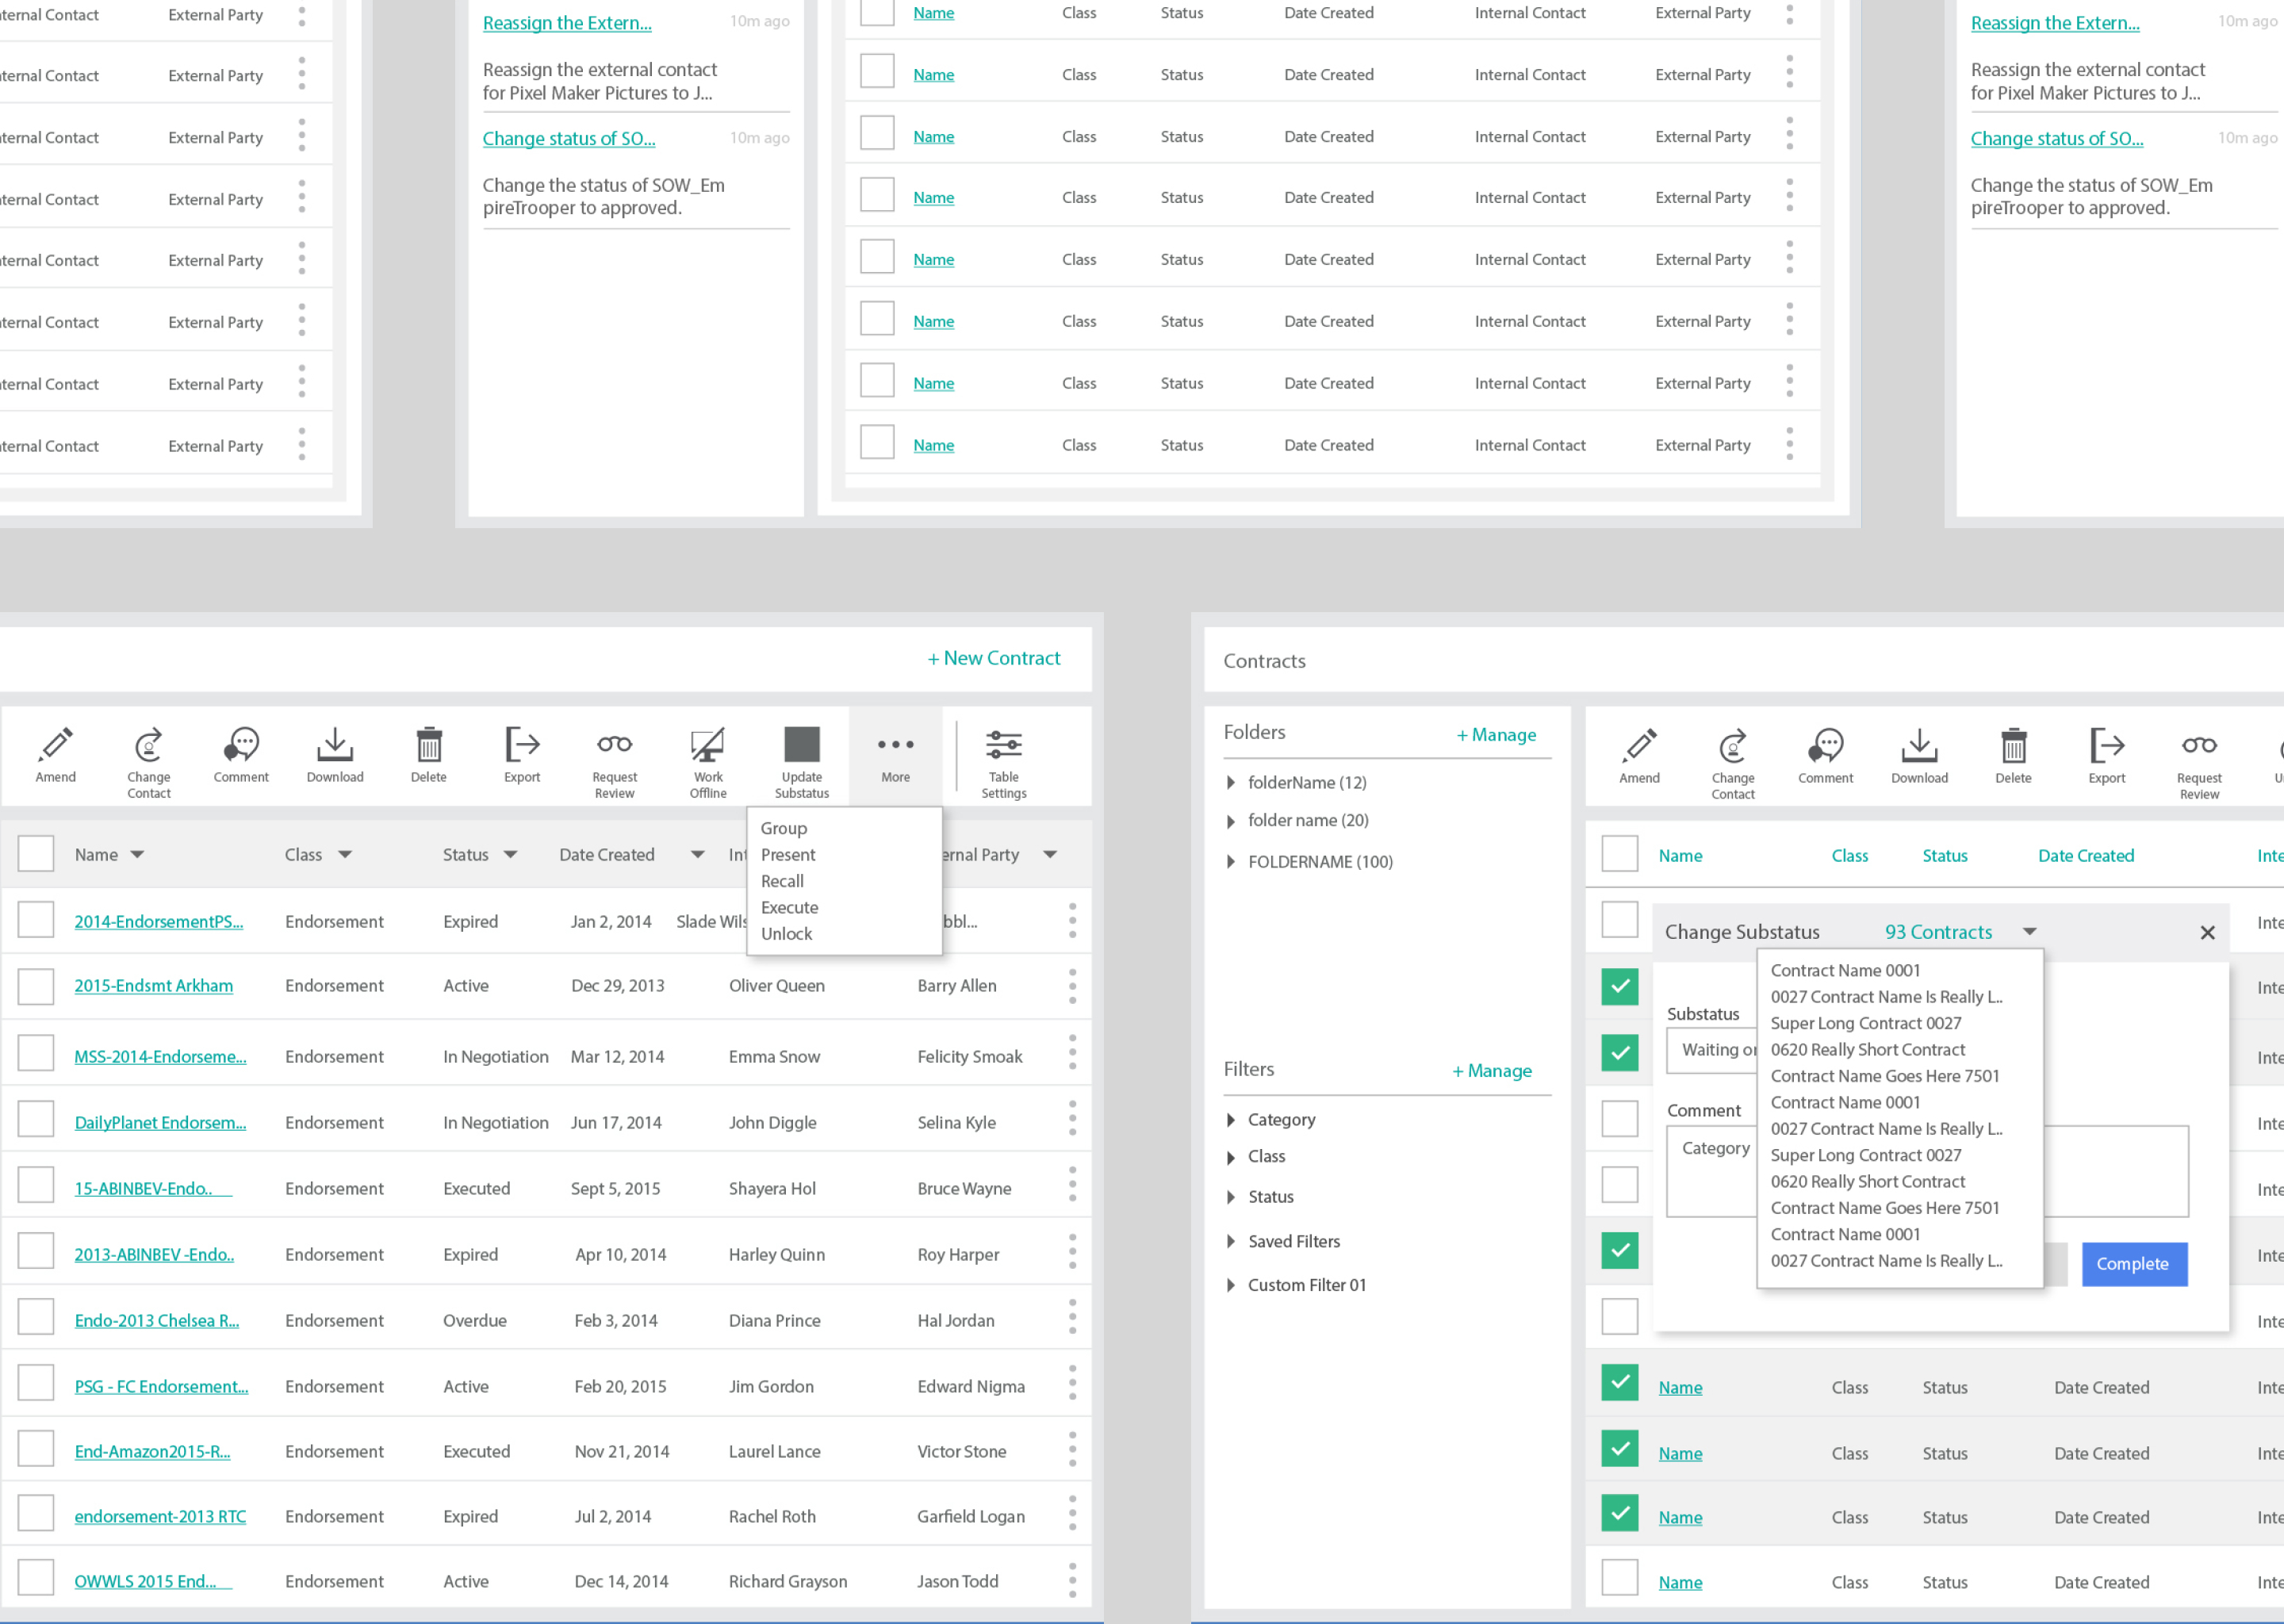 ternal Contact External Party
ternal Contact External Party
ternal Contact External Party
ternal Contact External Party
ternal Contact External Party
ternal Contact External Party
ternal Contact External Party
ternal Contact External Party
Reassign the Extern... 10m ago
Reassign the external contact
for Pixel Maker Pictures to J...
Change status of SO... 10m ago
Change the status of SOW_Em
pireTrooper to approved.
Name Class Status Date Created Internal Contact External Party
Name Class Status Date Created Internal Contact External Party
Name Class Status Date Created Internal Contact External Party
Name Class Status Date Created Internal Contact External Party
Name Class Status Date Created Internal Contact External Party
Name Class Status Date Created Internal Contact External Party
Name Class Status Date Created Internal Contact External Party
Name Class Status Date Created Internal Contact External Party
Reassign the Extern... 10m ago
Reassign the external contact
for Pixel Maker Pictures to J...
Change status of SO... 10m ago
Change the status of SOW_Em
pireTrooper to approved.
+ New Contract
Amend Change Contact Comment Download Delete Export Request Review Work Offline Update Substatus More Table Settings
Group
Present
Recall
Execute
Unlock
Name Class Status Date Created Int ernal Party
2014-EndorsementPS... Endorsement Expired Jan 2, 2014 Slade Wils bbl...
2015-Endsmt Arkham Endorsement Active Dec 29, 2013 Oliver Queen Barry Allen
MSS-2014-Endorseme... Endorsement In Negotiation Mar 12, 2014 Emma Snow Felicity Smoak
DailyPlanet Endorsem... Endorsement In Negotiation Jun 17, 2014 John Diggle Selina Kyle
15-ABINBEV-Endo.. Endorsement Executed Sept 5, 2015 Shayera Hol Bruce Wayne
2013-ABINBEV -Endo.. Endorsement Expired Apr 10, 2014 Harley Quinn Roy Harper
Endo-2013 Chelsea R... Endorsement Overdue Feb 3, 2014 Diana Prince Hal Jordan
PSG - FC Endorsement... Endorsement Active Feb 20, 2015 Jim Gordon Edward Nigma
End-Amazon2015-R... Endorsement Executed Nov 21, 2014 Laurel Lance Victor Stone
endorsement-2013 RTC Endorsement Expired Jul 2, 2014 Rachel Roth Garfield Logan
OWWLS 2015 End... Endorsement Active Dec 14, 2014 Richard Grayson Jason Todd
Contracts
Folders + Manage
folderName (12)
folder name (20)
FOLDERNAME (100)
Filters + Manage
Category
Class
Status
Saved Filters
Custom Filter 01
Amend Change Contact Comment Download Delete Export Request Review U
Name Class Status Date Created Inte
Inte
Change Substatus 93 Contracts
Inte
Substatus
Waiting or
Inte
Comment
Category
Inte
Inte
Inte
Complete
Inte
Contract Name 0001
0027 Contract Name Is Really L..
Super Long Contract 0027
0620 Really Short Contract
Contract Name Goes Here 7501
Contract Name 0001
0027 Contract Name Is Really L..
Super Long Contract 0027
0620 Really Short Contract
Contract Name Goes Here 7501
Contract Name 0001
0027 Contract Name Is Really L..
Name Class Status Date Created Inte
Name Class Status Date Created Inte
Name Class Status Date Created Inte
Name Class Status Date Created Inte